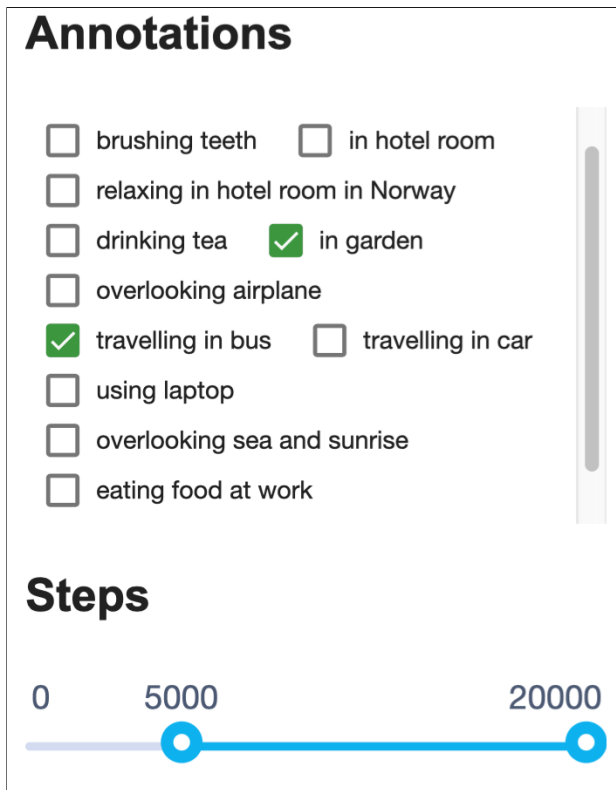 Annotations
brushing teeth in hotel room
relaxing in hotel room in Norway
drinking tea in garden
overlooking airplane
travelling in bus travelling in car
using laptop
overlooking sea and sunrise
eating food at work
Steps
0 5000 20000